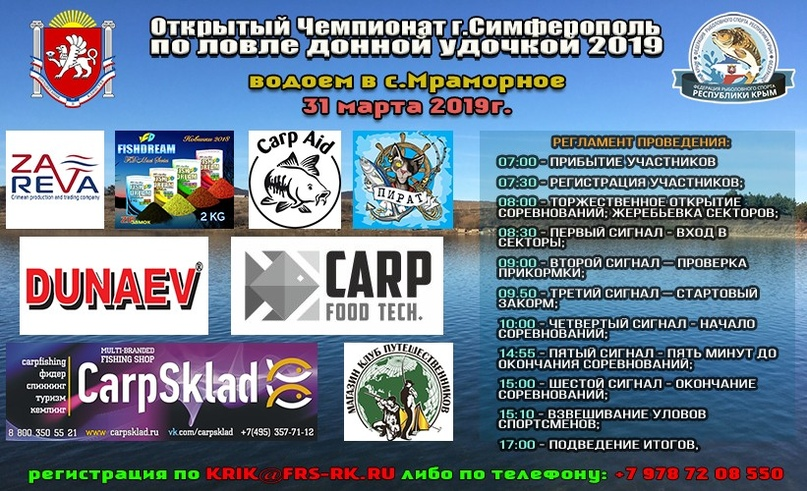 Открытый Чемпионат г.Симферополь
по ловле донной удочкой 2019
водоем в с.Мраморное
31 марта 2019г.
ФЕДЕРАЦИЯ РЫБОЛОВНОГО СПОРТА
РЕСПУБЛИКИ КРЫМ
ZAREVA
Crimean production and trading company
FISHDREAM
Новинки 2018
2 KG
Carp Aid
ПИРАТ
DUNAEV®
CARP
FOOD TECH.
MULTI-BRANDED
FISHING SHOP
carpfishing
фидер
спиннинг
туризм
кемпинг
CarpSklad
8 800 350 55 21 www.carpsklad.ru vk.com/carpsklad +7(495) 357-71-12
МАГАЗИН КЛУБ ПУТЕШЕСТВЕННИКОВ
РЕГЛАМЕНТ ПРОВЕДЕНИЯ:
07:00 - ПРИБЫТИЕ УЧАСТНИКОВ
07:30 - РЕГИСТРАЦИЯ УЧАСТНИКОВ;
08:00 - ТОРЖЕСТВЕННОЕ ОТКРЫТИЕ
СОРЕВНОВАНИЙ; ЖЕРЕБЬЕВКА СЕКТОРОВ;
08:30 - ПЕРВЫЙ СИГНАЛ - ВХОД В
СЕКТОРЫ;
09:00 - ВТОРОЙ СИГНАЛ — ПРОВЕРКА
ПРИКОРМКИ;
09.50 - ТРЕТИЙ СИГНАЛ — СТАРТОВЫЙ
ЗАКОРМ;
10:00 - ЧЕТВЕРТЫЙ СИГНАЛ - НАЧАЛО
СОРЕВНОВАНИЙ;
14:55 - ПЯТЫЙ СИГНАЛ - ПЯТЬ МИНУТ ДО
ОКОНЧАНИЯ СОРЕВНОВАНИЙ;
15:00 - ШЕСТОЙ СИГНАЛ - ОКОНЧАНИЕ
СОРЕВНОВАНИЙ;
15:10 - ВЗВЕШИВАНИЕ УЛОВОВ
СПОРТСМЕНОВ;
17:00 - ПОДВЕДЕНИЕ ИТОГОВ,
регистрация по KRIK@FRS-RK.RU либо по телефону: +7 978 72 08 550